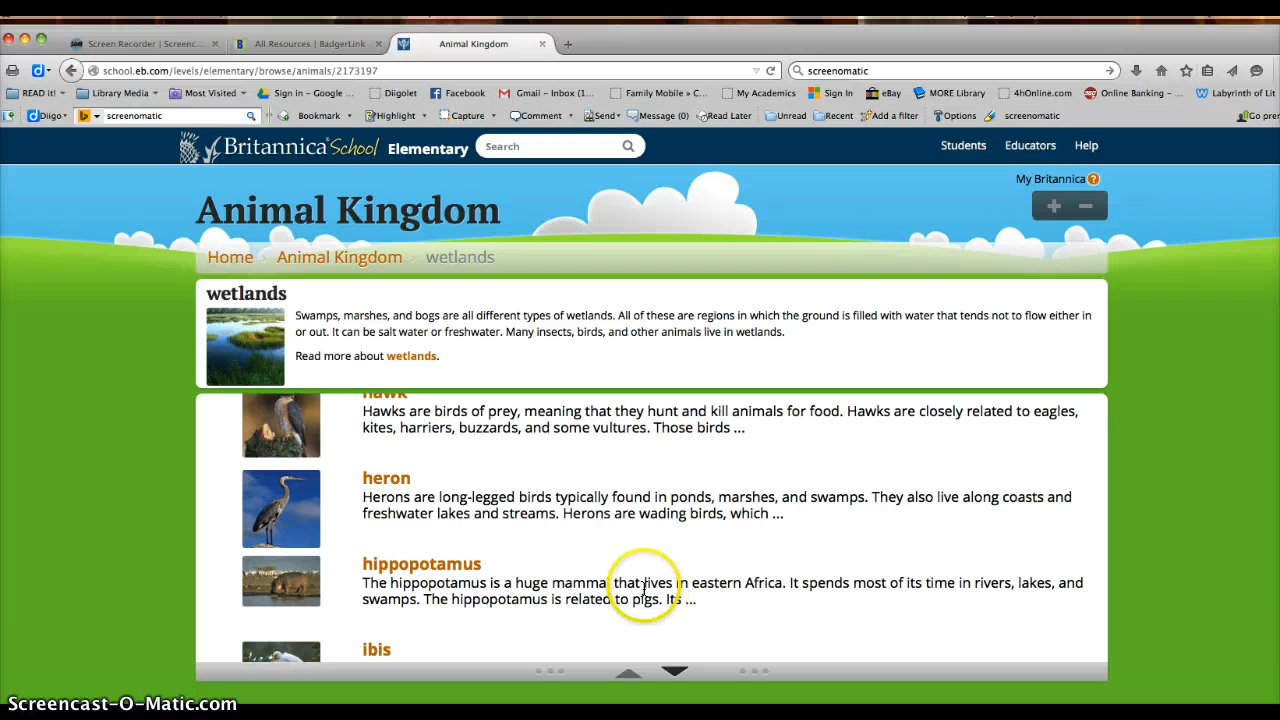 Screen Recorder | Screenc...
All Resources | BadgerLink
Animal Kingdom
school.eb.com/levels/elementary/browse/animals/2173197
screenomatic
READ it!
Library Media
Most Visited
Sign in – Google ...
Diigolet
Facebook
Gmail – Inbox (1...
Family Mobile » C...
My Academics
Sign In
eBay
MORE Library
4hOnline.com
Online Banking – ...
Labyrinth of Lit
Diigo
screenomatic
Bookmark
Highlight
Capture
Comment
Send
Message (0)
Read Later
Unread
Recent
Add a filter
Options
screenomatic
Go prem
Britannica School Elementary
Search
Students
Educators
Help
My Britannica
Animal Kingdom
Home
Animal Kingdom
wetlands
wetlands
Swamps, marshes, and bogs are all different types of wetlands. All of these are regions in which the ground is filled with water that tends not to flow either in
or out. It can be salt water or freshwater. Many insects, birds, and other animals live in wetlands.
Read more about wetlands.
hawk
Hawks are birds of prey, meaning that they hunt and kill animals for food. Hawks are closely related to eagles,
kites, harriers, buzzards, and some vultures. Those birds ...
heron
Herons are long-legged birds typically found in ponds, marshes, and swamps. They also live along coasts and
freshwater lakes and streams. Herons are wading birds, which ...
hippopotamus
The hippopotamus is a huge mammal that lives in eastern Africa. It spends most of its time in rivers, lakes, and
swamps. The hippopotamus is related to pigs. Its ...
ibis
Screencast-O-Matic.com